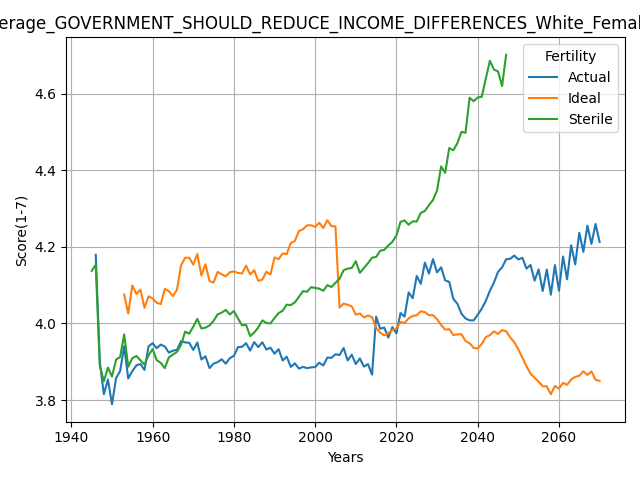 erage_GOVERNMENT_SHOULD_REDUCE_INCOME_DIFFERENCES_White_Femal
Fertility
Actual
Ideal
Sterile
Score(1-7)
4.6
4.4
4.2
4.0
3.8
1940 1960 1980 2000 2020 2040 2060
Years